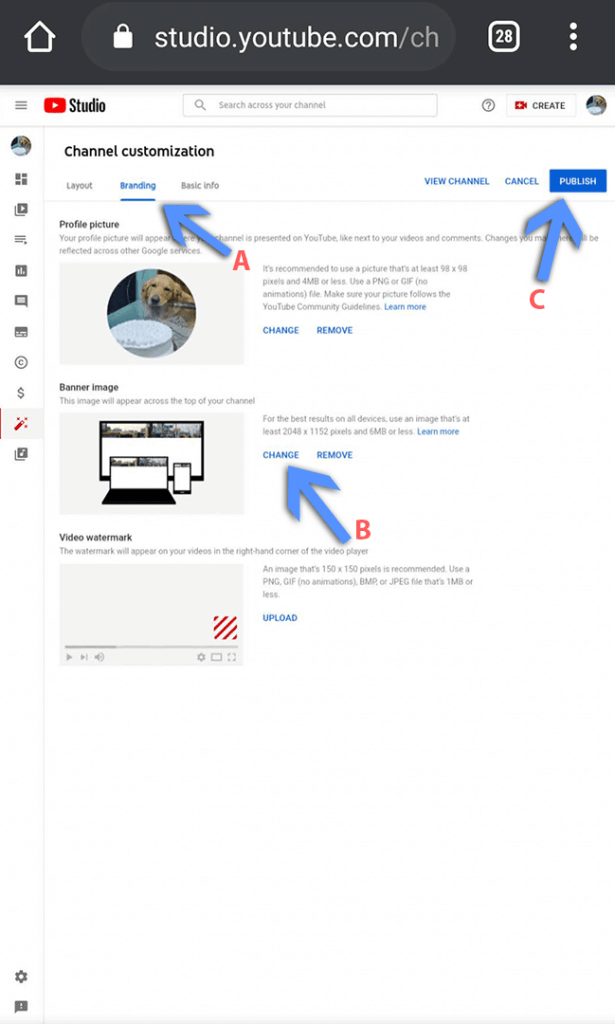 studio.youtube.com/ch
28
Studio
Search across your channel
CREATE
Channel customization
Layout
Branding
Basic info
VIEW CHANNEL
CANCEL
PUBLISH
A
C
Profile picture
Your profile picture will appear where your channel is presented on YouTube, like next to your videos and comments. Changes you make here will be
reflected across other Google services.
It's recommended to use a picture that's at least 98 x 98
pixels and 4MB or less. Use a PNG or GIF (no
animations) file. Make sure your picture follows the
YouTube Community Guidelines. Learn more
CHANGE
REMOVE
Banner image
This image will appear across the top of your channel
For the best results on all devices, use an image that's at
least 2048 x 1152 pixels and 6MB or less. Learn more
CHANGE
REMOVE
B
Video watermark
The watermark will appear on your videos in the right-hand corner of the video player
An image that's 150 x 150 pixels is recommended. Use a
PNG, GIF (no animations), BMP, or JPEG file that's 1MB or
less.
UPLOAD